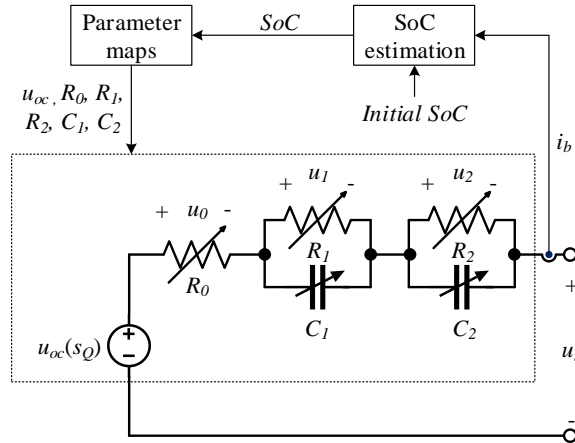 Parameter maps
SoC
SoC estimation
u_oc, R_0, R_1,
R_2, C_1, C_2
Initial SoC
i_b
+ u_0 -
R_0
+ u_1 -
R_1
C_1
+ u_2 -
R_2
C_2
u_oc(s_Q)
+
-
+
-